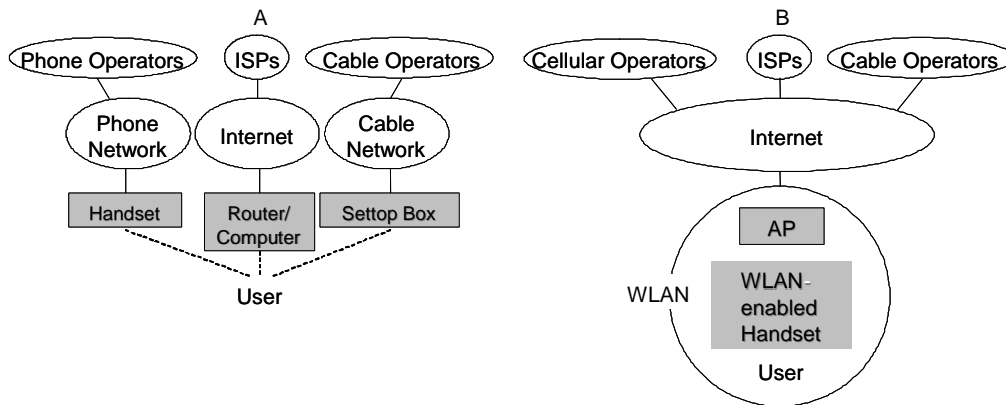 A
Phone Operators
ISPs
Cable Operators
Phone
Network
Internet
Cable
Network
Handset
Router/
Computer
Settop Box
User
B
Cellular Operators
ISPs
Cable Operators
Internet
AP
WLAN
WLAN-
enabled
Handset
User